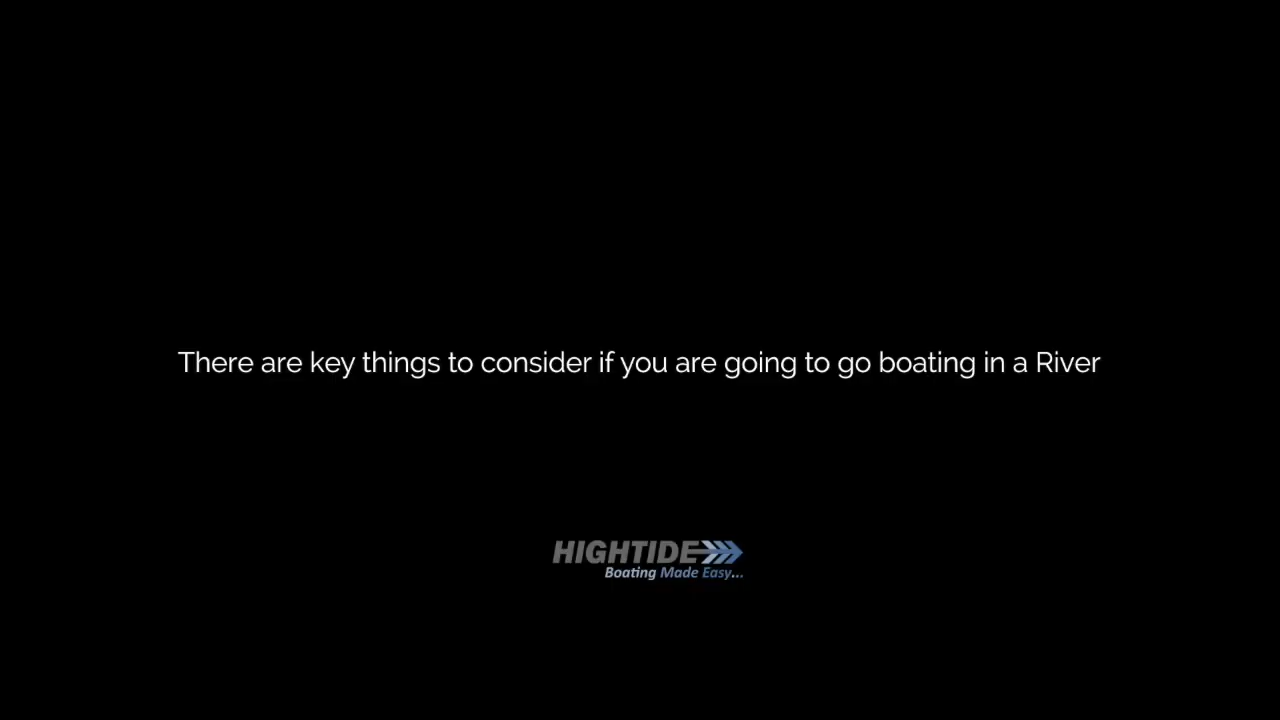 There are key things to consider if you are going to go boating in a River
HIGHTIDE
Boating Made Easy...